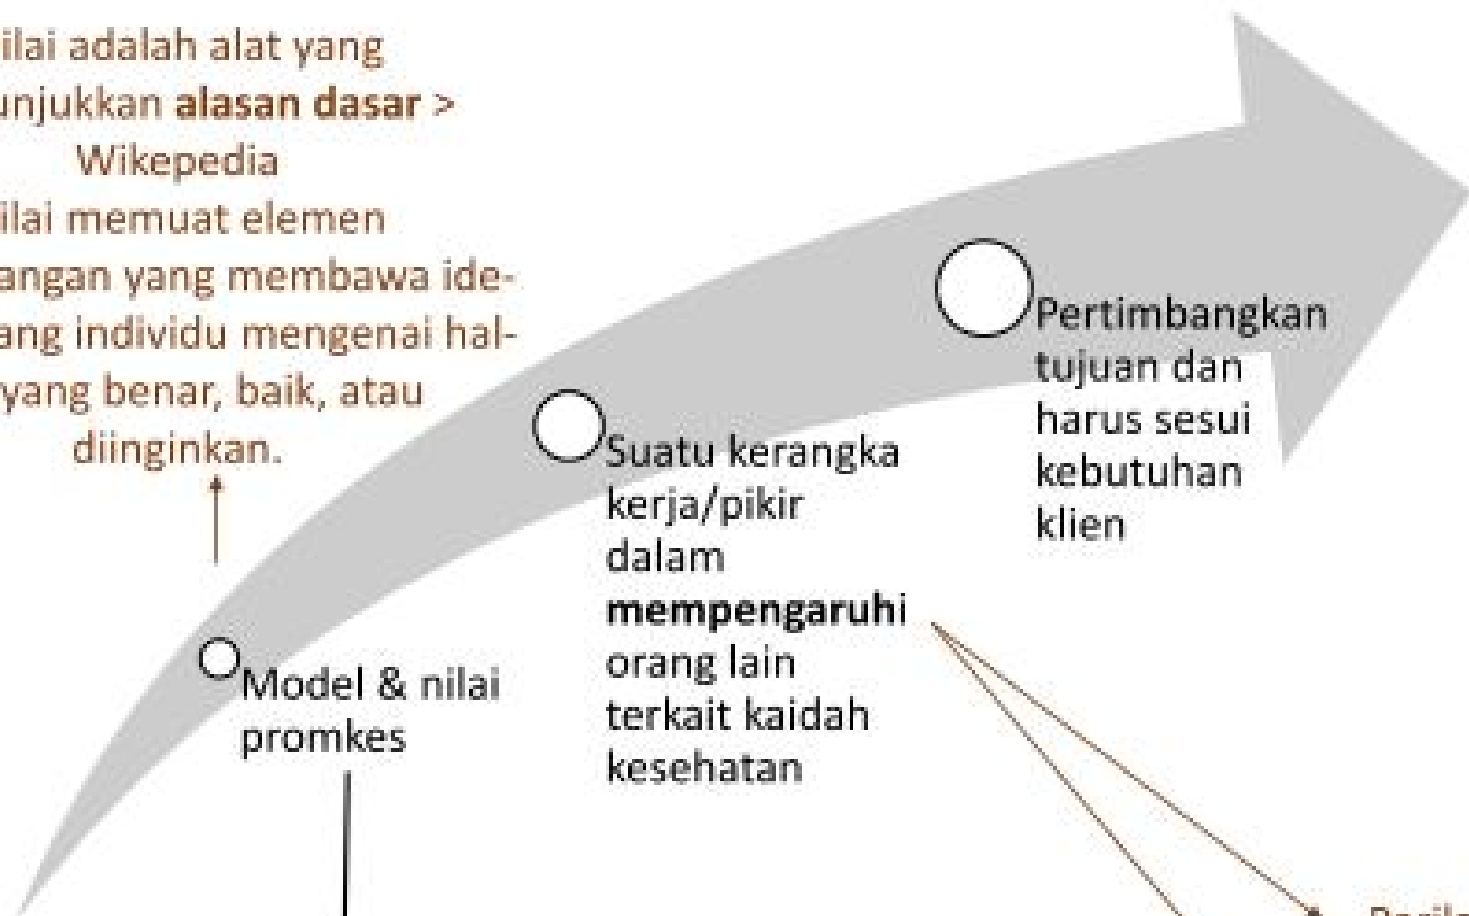 ilai adalah alat yang
unjukkan alasan dasar >
Wikepedia
ilai memuat elemen
angan yang membawa ide-
ang individu mengenai hal-
yang benar, baik, atau
diinginkan.
Pertimbangkan
tujuan dan
harus sesui
kebutuhan
klien
Suatu kerangka
kerja/pikir
dalam
mempengaruhi
orang lain
terkait kaidah
kesehatan
Model & nilai
promkes